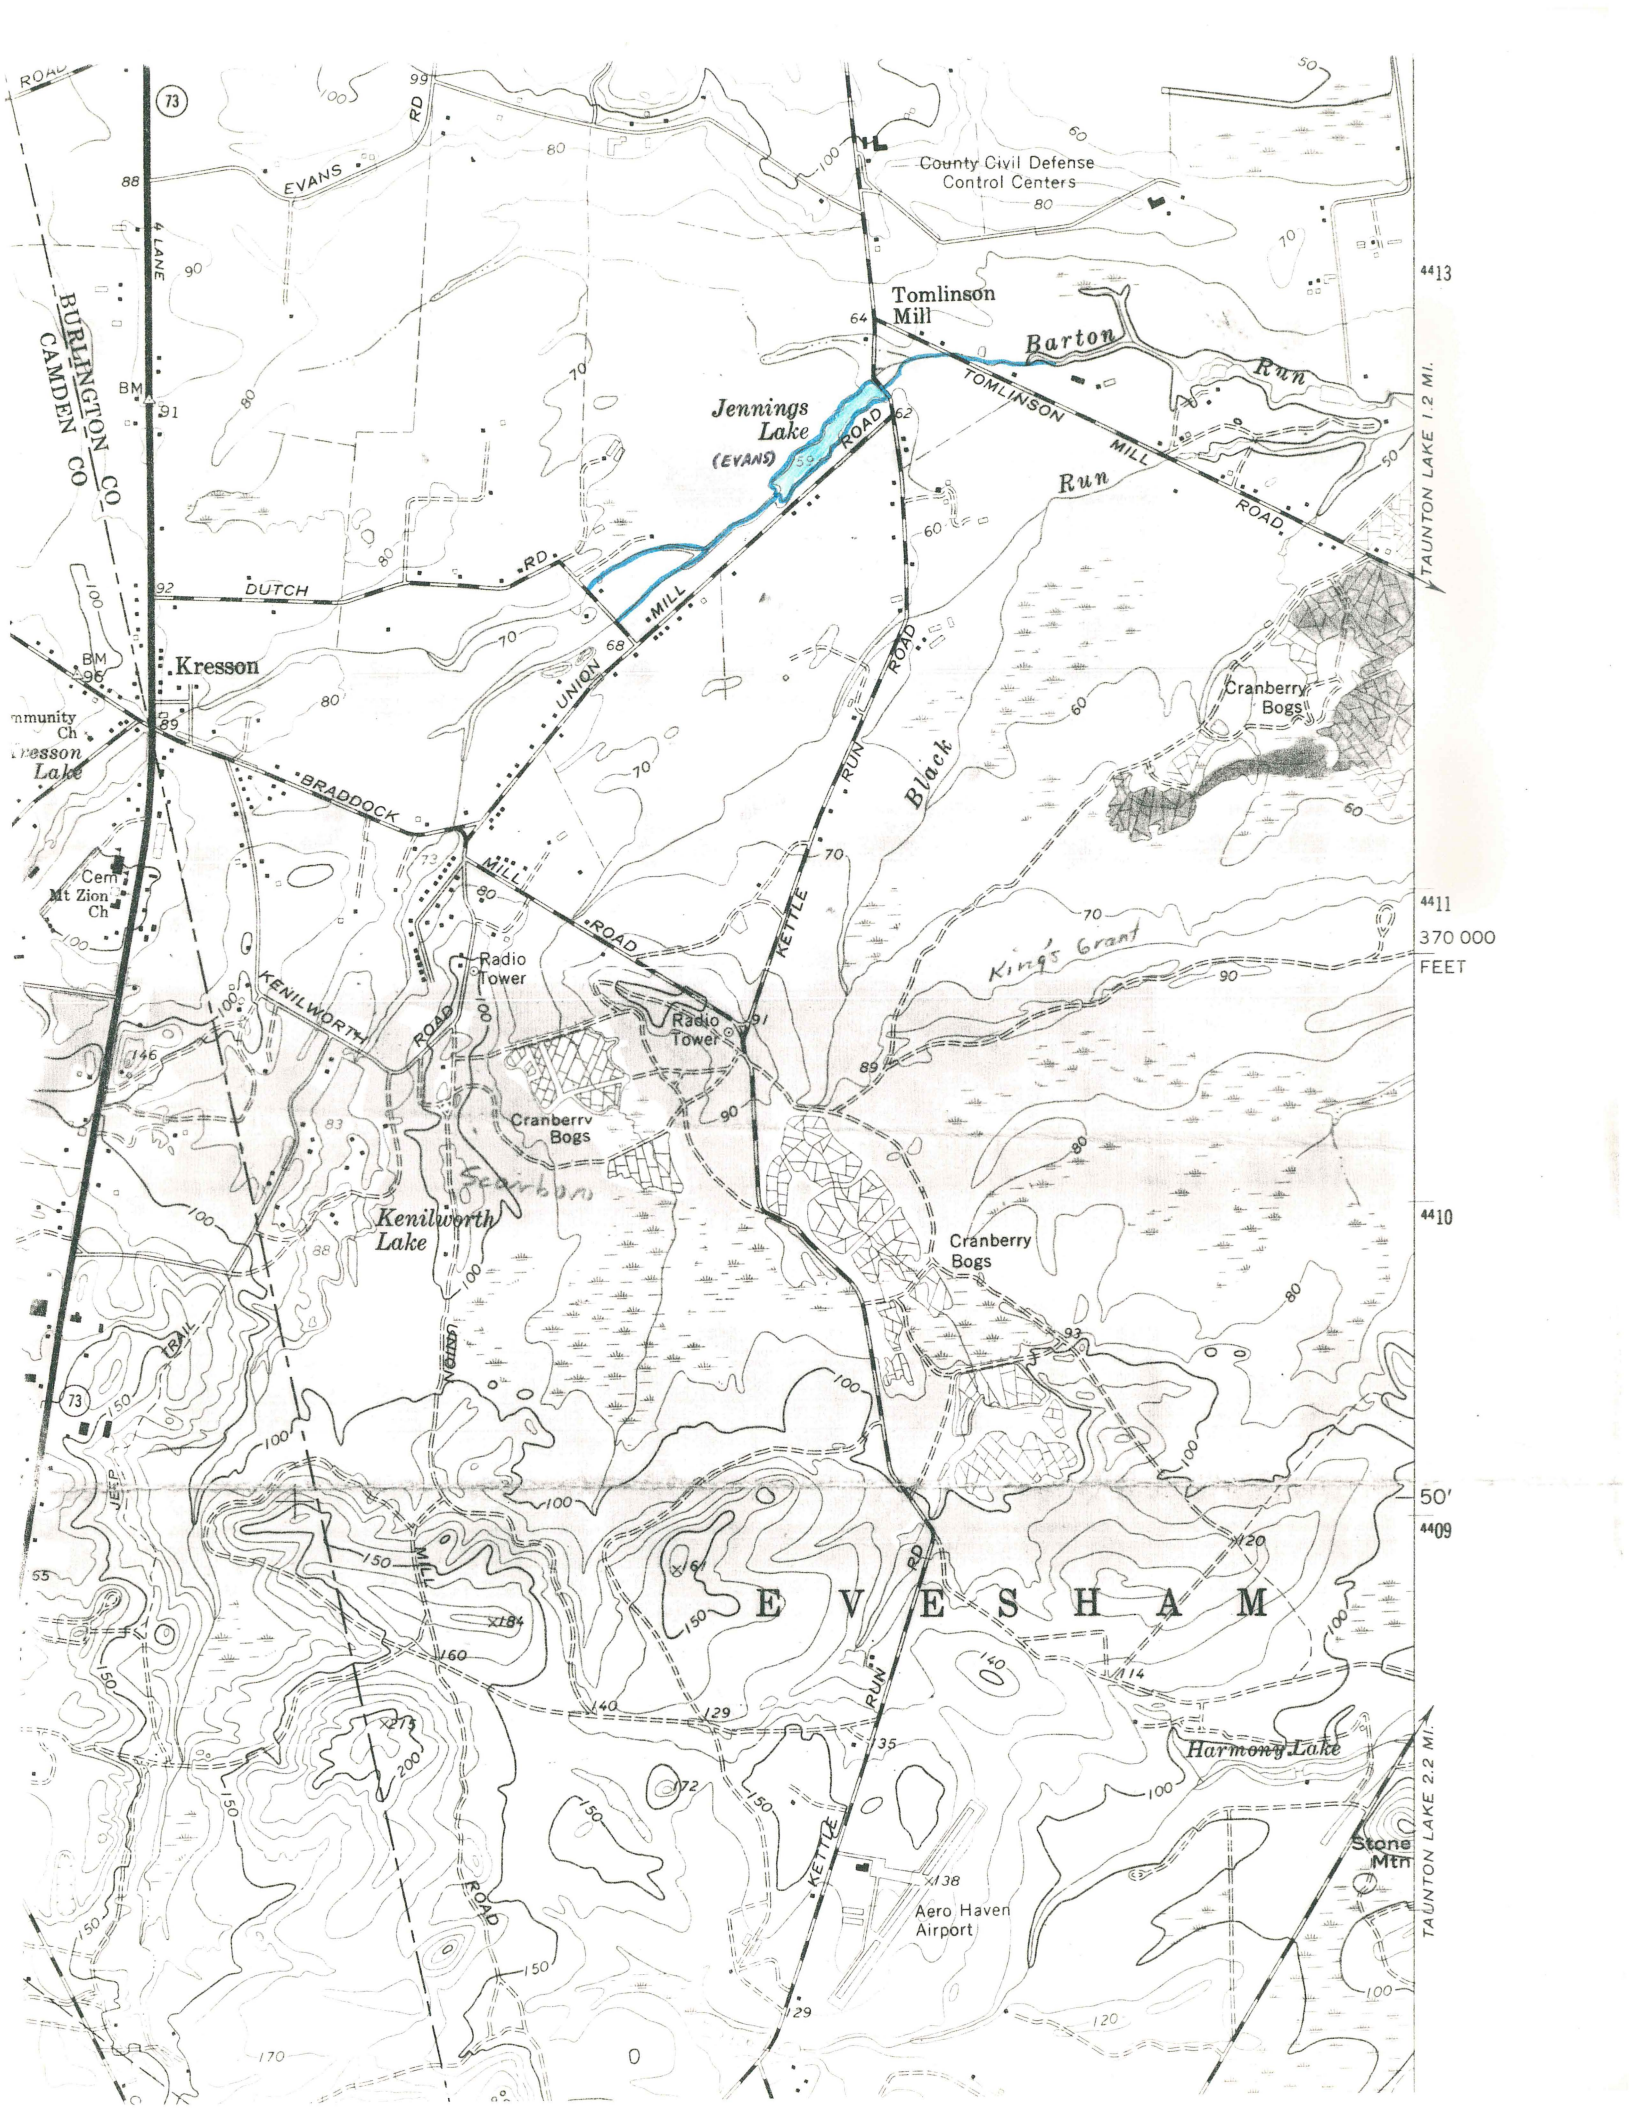 ROAD
73
99
RD
100
50
EVANS
88
80
100
60
County Civil Defense
Control Centers
80
4 LANE
90
70
4413
Tomlinson
Mill
64
Barton
Run
BURLINGTON CO
CAMDEN CO
BM
91
80
70
TOMLINSON
MILL
ROAD
Jennings
Lake
(EVANS)
59
ROAD
62
TAUNTON LAKE 1.2 MI.
Run
50
60
80
RD
92
DUTCH
100
MILL
70
68
BM
96
Kresson
UNION
ROAD
80
60
Cranberry
Bogs
mmunity
Ch
89
resson
Lake
RUN
Black
70
BRADDOCK
60
73
70
MILL
80
Cem
Mt Zion
Ch
4411
ROAD
KETTLE
70
370 000
FEET
King's Grant
100
Radio
Tower
90
KENILWORTH
100
100
ROAD
Radio
Tower
91
146
89
Cranberry
Bogs
90
83
80
100
Kenilworth
Lake
4410
88
Cranberry
Bogs
100
80
TRAIL
UNION
93
73
150
100
100
100
JEEP
100
50'
4409
120
150
MILL
161
RD
EVESHAM
184
150
100
160
140
114
150
RUN
140
129
215
135
Harmony Lake
200
172
100
150
150
150
TAUNTON LAKE 2.2 MI.
KETTLE
Stone
Mtn
138
ROAD
Aero Haven
Airport
150
150
100
129
120
170